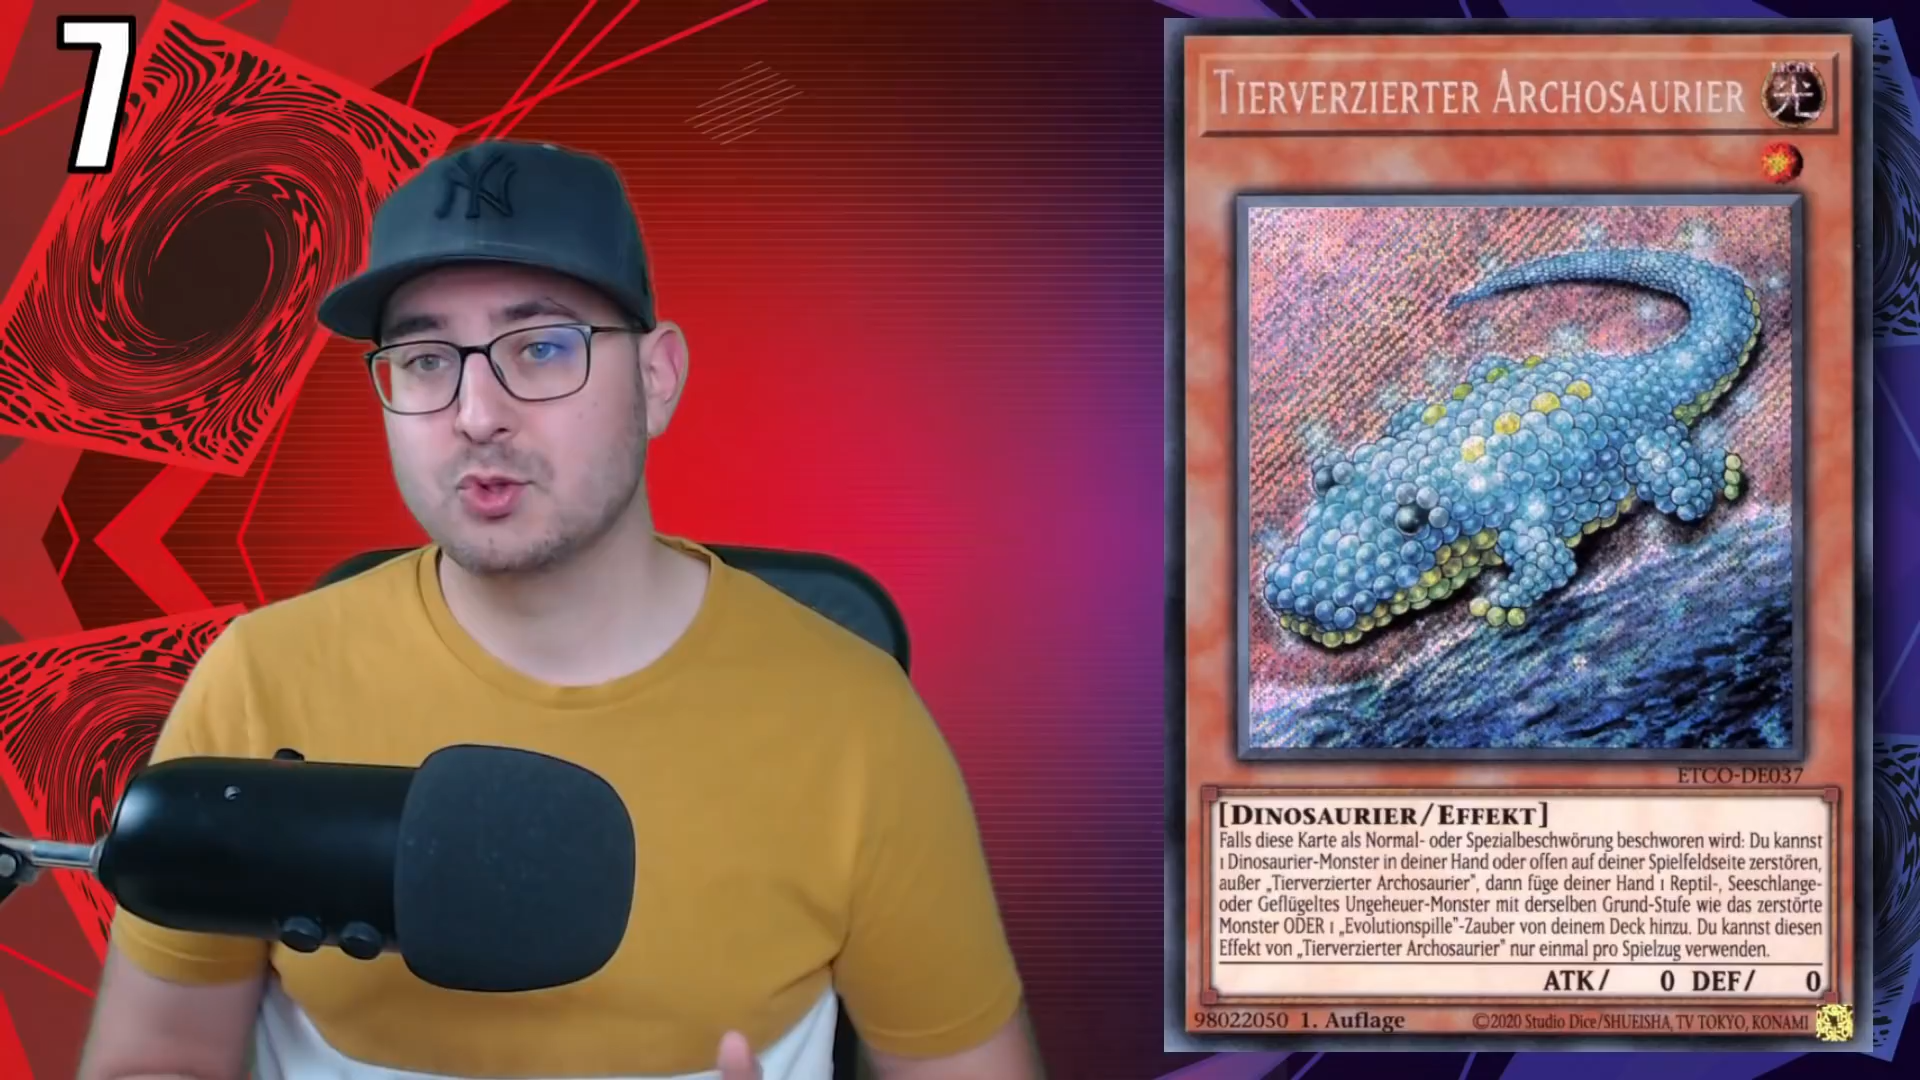 7
NY
TIERVERZIERTER ARCHOSAURIER
LICHT
光
ETCO-DE037
[DINOSAURIER/EFFEKT]
Falls diese Karte als Normal- oder Spezialbeschwörung beschworen wird: Du kannst
1 Dinosaurier-Monster in deiner Hand oder offen auf deiner Spielfeldseite zerstören,
außer „Tierverzierter Archosaurier“, dann füge deiner Hand 1 Reptil-, Seeschlange-
oder Geflügeltes Ungeheuer-Monster mit derselben Grund-Stufe wie das zerstörte
Monster ODER 1 „Evolutionspille“-Zauber von deinem Deck hinzu. Du kannst diesen
Effekt von „Tierverzierter Archosaurier“ nur einmal pro Spielzug verwenden.
ATK/ 0 DEF/ 0
98022050 1. Auflage ©2020 Studio Dice/SHUEISHA, TV TOKYO, KONAMI